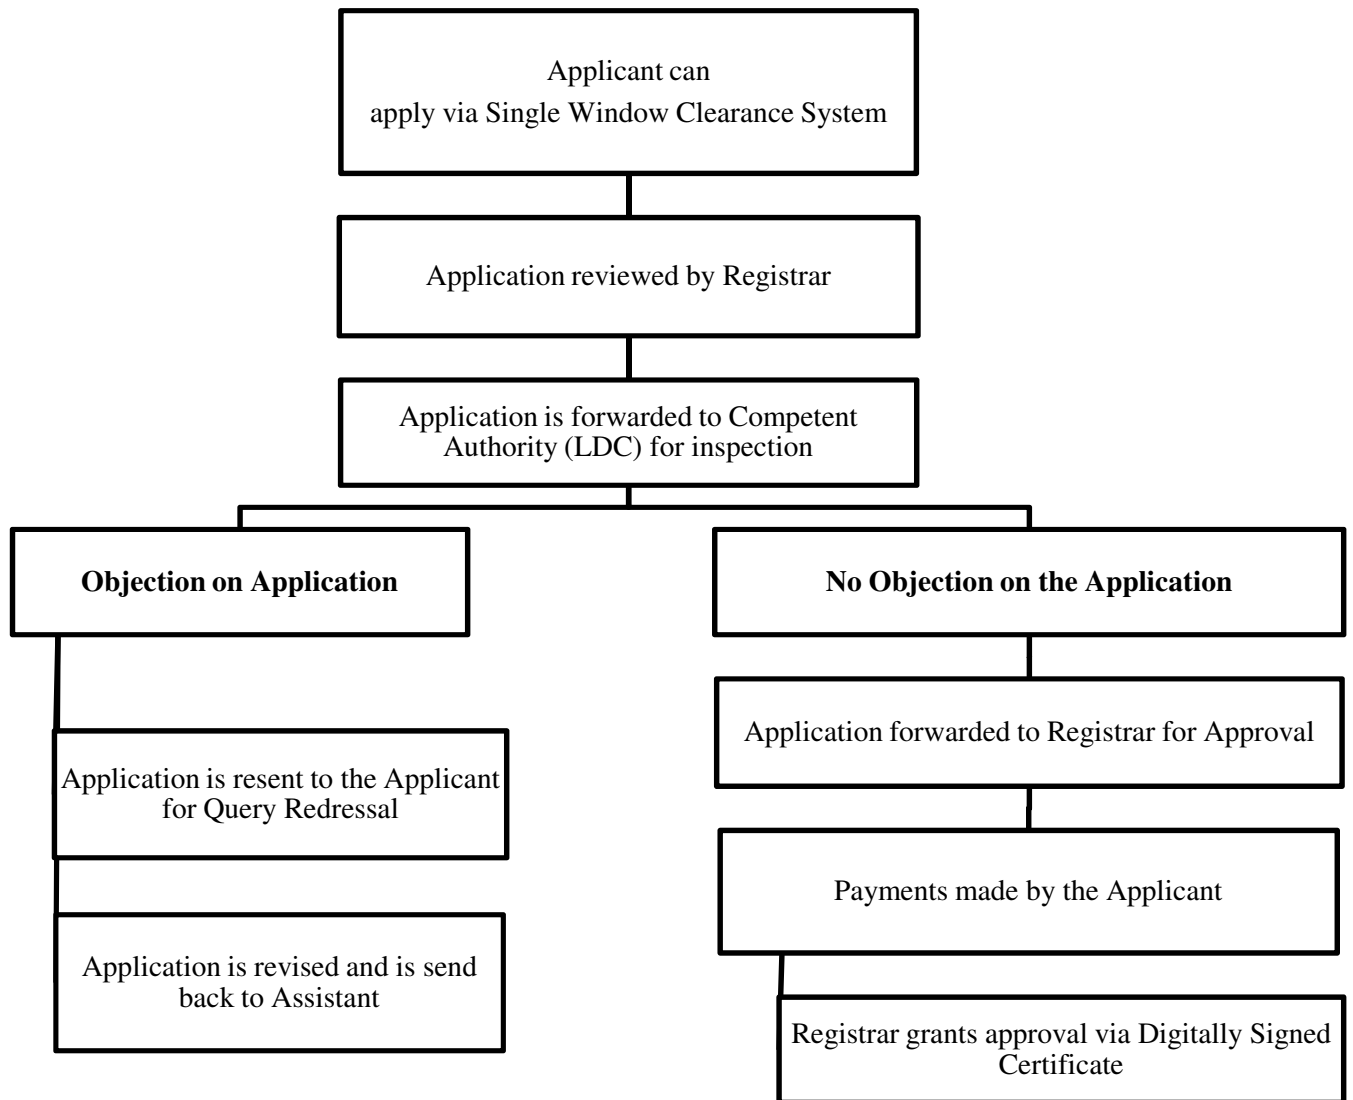 Applicant can
apply via Single Window Clearance System
Application reviewed by Registrar
Application is forwarded to Competent
Authority (LDC) for inspection
Objection on Application
No Objection on the Application
Application is resent to the Applicant
for Query Redressal
Application is revised and is send
back to Assistant
Application forwarded to Registrar for Approval
Payments made by the Applicant
Registrar grants approval via Digitally Signed
Certificate